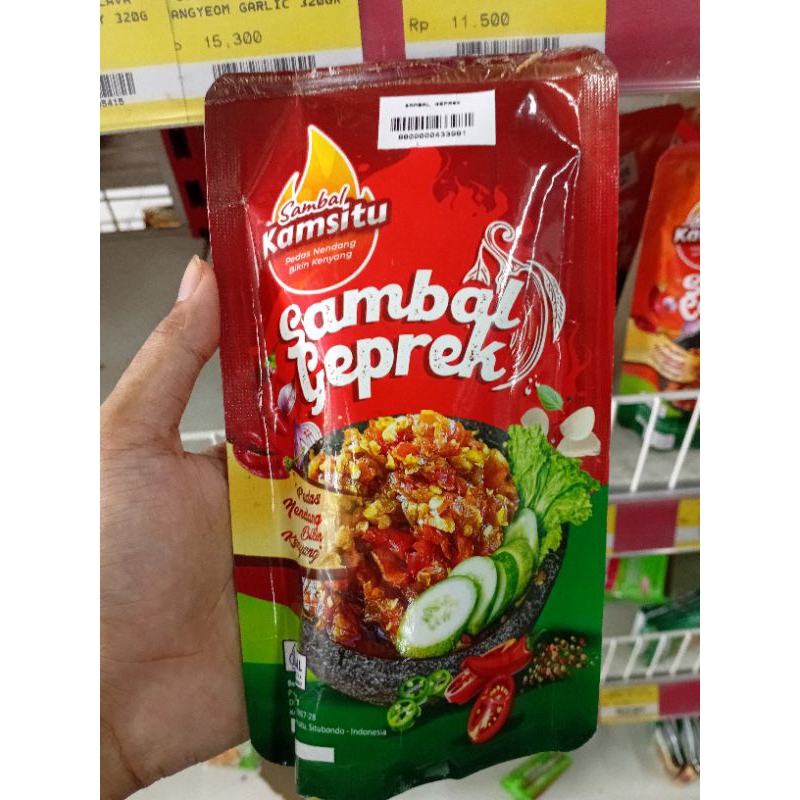 320G
ANGYEOM GARLIC 320GR
15,300
Rp 11.500
SAMBAL GEPREK
Sambal
Kamsitu
Pedas Nendang
Bikin Kenyang
Sambal
Geprek
"Pedas
Nendang
Bikin
Kenyang"
Situbondo - Indonesia